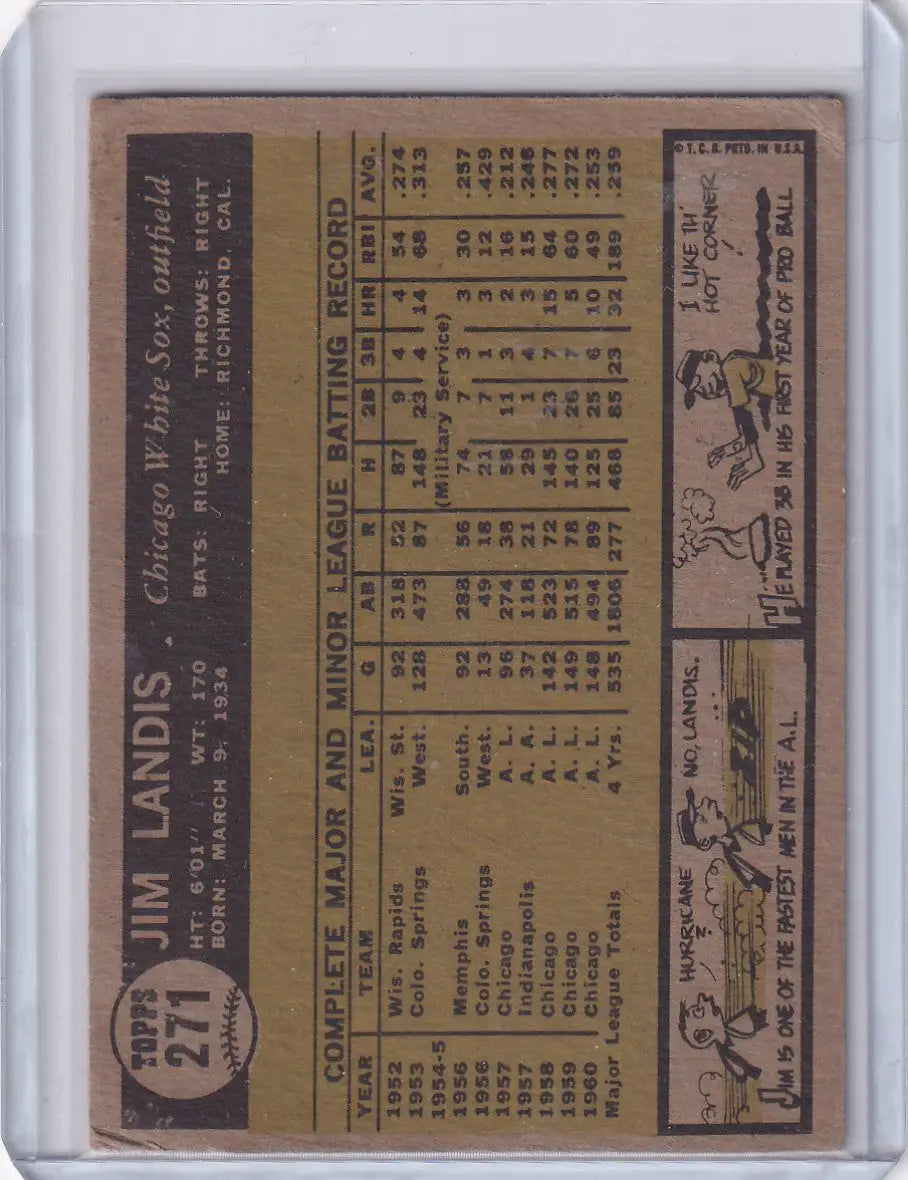 TOPPS
271
JIM LANDIS
Chicago White Sox, outfield
HT: 6'01" WT: 170 BATS: RIGHT THROWS: RIGHT
BORN: MARCH 9, 1934 HOME: RICHMOND, CAL.
COMPLETE MAJOR AND MINOR LEAGUE BATTING RECORD
YEAR TEAM LEA. G AB R H 2B 3B HR RBI AVG.
1952 Wis. Rapids Wis. St. 92 318 52 87 9 4 4 54 .274
1953 Colo. Springs West. 128 473 87 148 23 4 14 68 .313
1954-5 (Military Service)
1956 Memphis South. 92 288 56 74 7 3 3 30 .257
1956 Colo. Springs West. 13 49 18 21 7 1 3 12 .429
1957 Chicago A. L. 96 274 38 58 11 3 2 16 .212
1957 Indianapolis A. A. 37 118 21 29 1 4 3 15 .246
1958 Chicago A. L. 142 523 72 145 23 7 15 64 .277
1959 Chicago A. L. 149 515 78 140 26 7 5 60 .272
1960 Chicago A. L. 148 494 89 125 25 6 10 49 .253
Major League Totals 4 Yrs. 535 1806 277 468 85 23 32 189 .259
HURRICANE
?
NO, LANDIS.
...
ZIP
JIM IS ONE OF THE FASTEST MEN IN THE A.L.
I LIKE TH'
HOT CORNER
!
HE PLAYED 3B IN HIS FIRST YEAR OF PRO BALL
© T. C. G. PRTD. IN U.S.A.